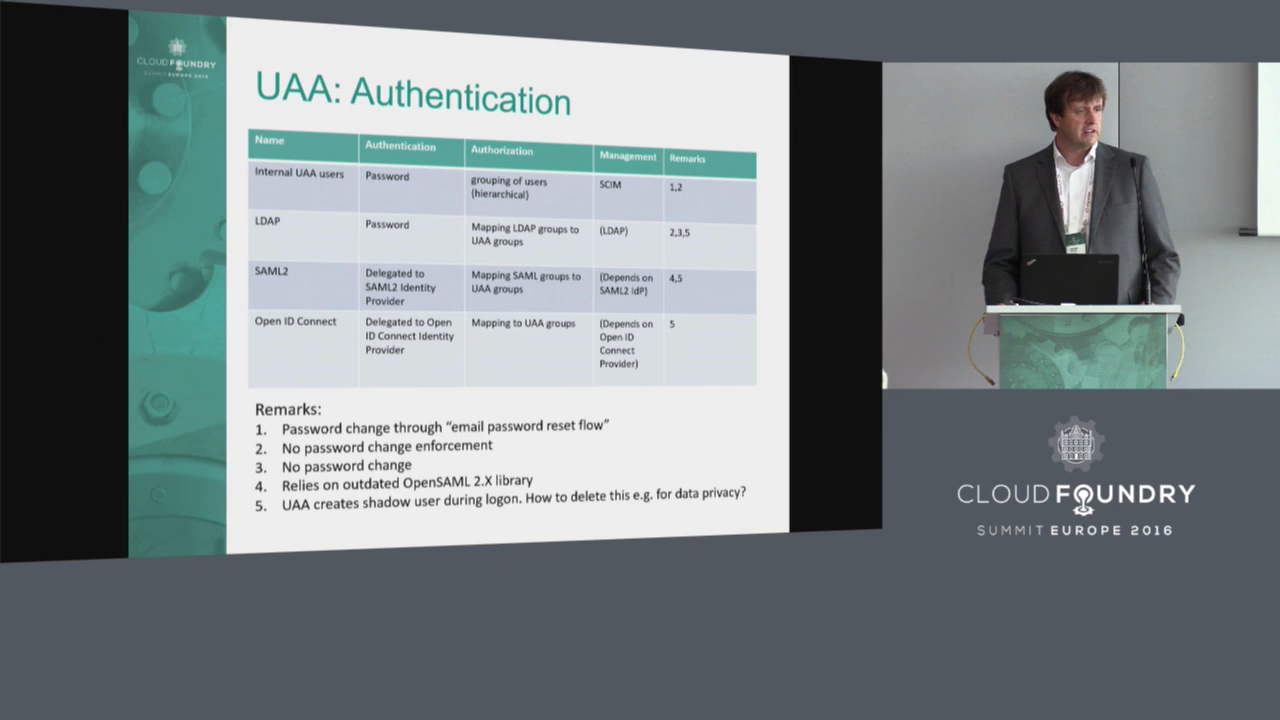 CLOUD FOUNDRY
SUMMIT EUROPE 2016
UAA: Authentication
Name Authentication Authorization Management Remarks
Internal UAA users Password grouping of users SCIM 1,2
(hierarchical)
LDAP Password Mapping LDAP groups to (LDAP) 2,3,5
UAA groups
SAML2 Delegated to Mapping SAML groups to (Depends on 4,5
SAML2 Identity UAA groups SAML2 IdP)
Provider
Open ID Connect Delegated to Open Mapping to UAA groups (Depends on 5
ID Connect Identity Open ID
Provider Connect
Provider)
Remarks:
1. Password change through “email password reset flow”
2. No password change enforcement
3. No password change
4. Relies on outdated OpenSAML 2.X library
5. UAA creates shadow user during logon. How to delete this e.g. for data privacy?
CLOUD FOUNDRY
SUMMIT EUROPE 2016